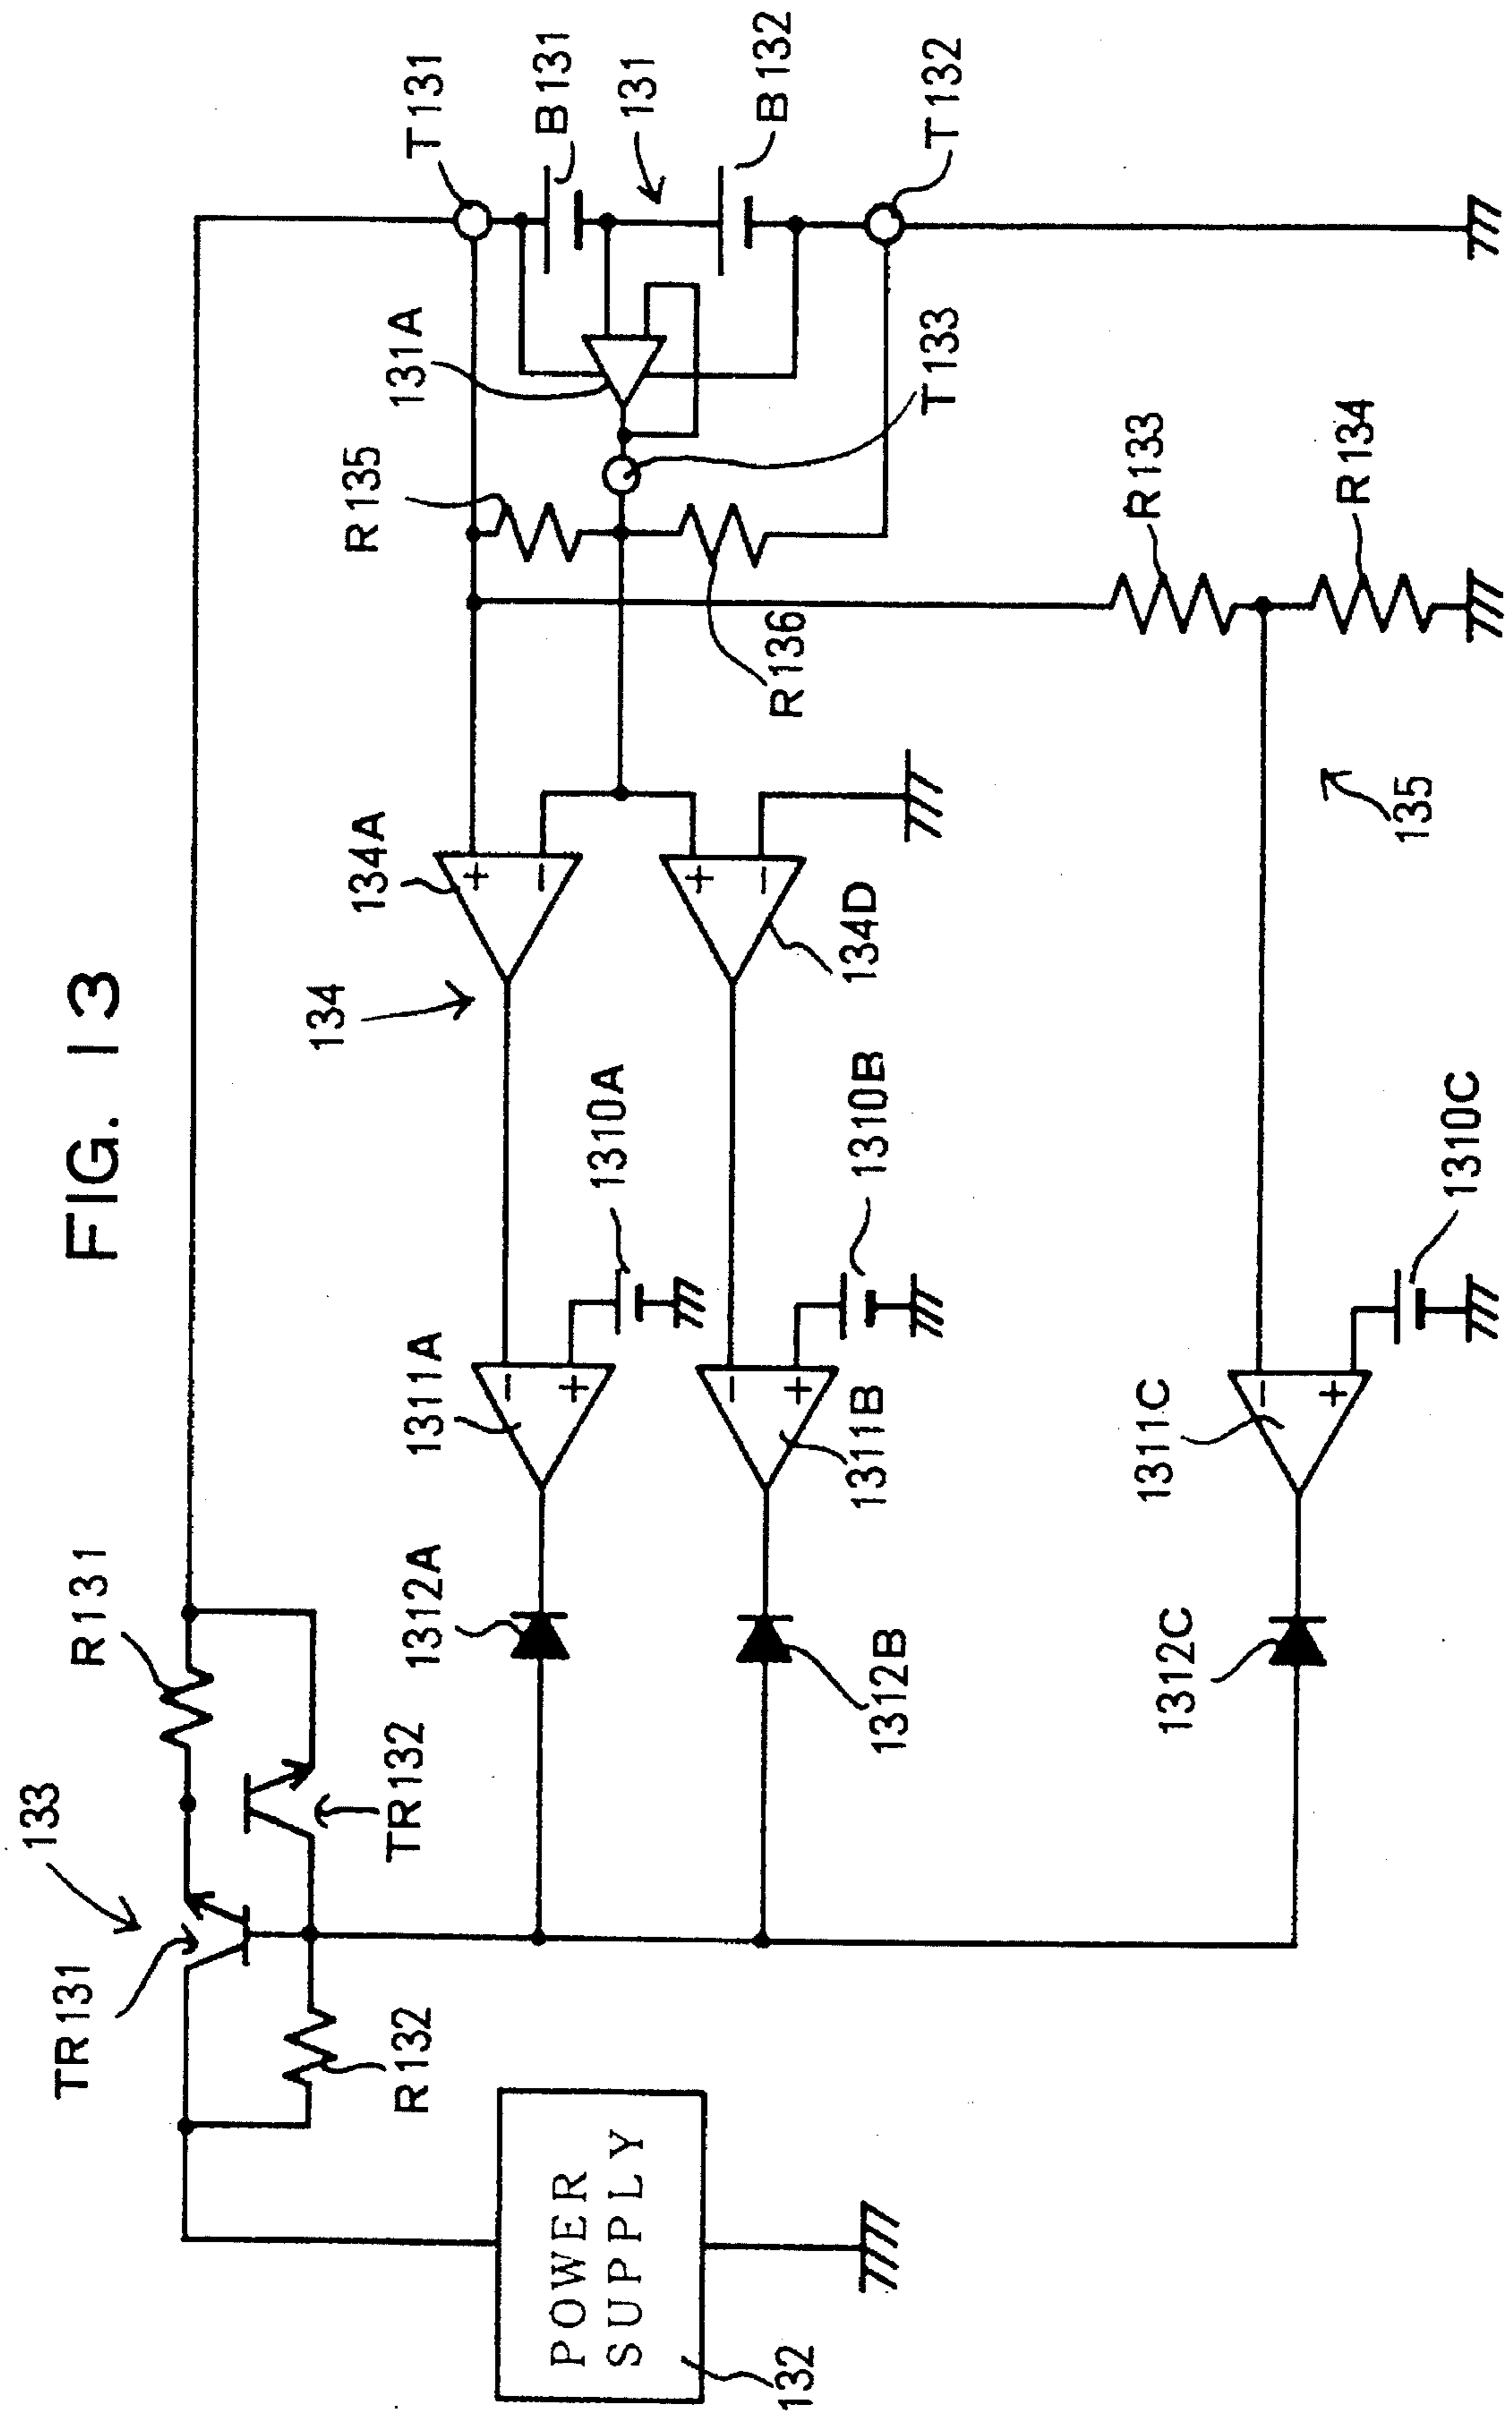 FIG. 13
133
TR131
R131
R132
TR132
POWER
SUPPLY
132
1312A
1312B
1312C
1311A
1311B
1311C
1310A
1310B
1310C
134
134A
+
−
134D
+
−
−
+
−
+
−
+
135
R135
R136
R133
R134
131A
T133
T131
B131
131
B132
T132